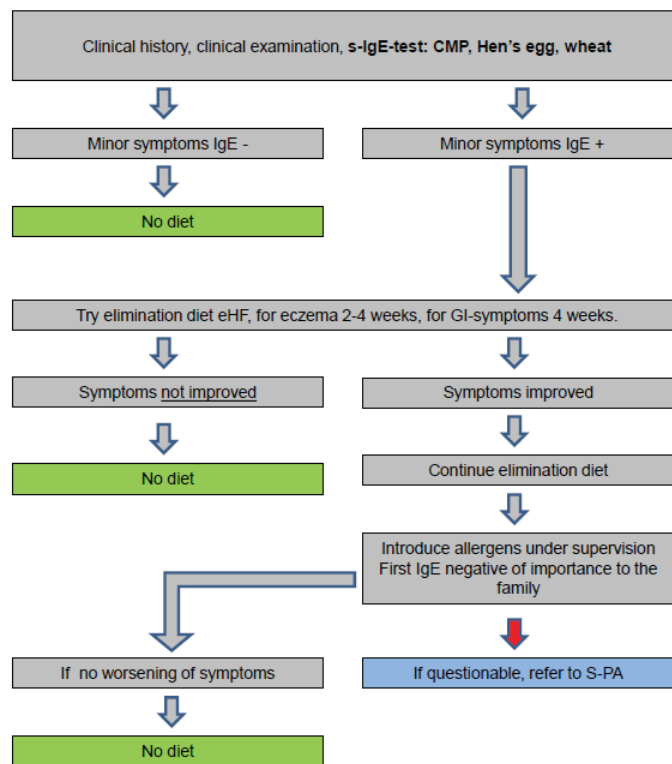 Clinical history, clinical examination, s-IgE-test: CMP, Hen's egg, wheat
Minor symptoms IgE -
Minor symptoms IgE +
No diet
Try elimination diet eHF, for eczema 2-4 weeks, for GI-symptoms 4 weeks.
Symptoms not improved
Symptoms improved
No diet
Continue elimination diet
Introduce allergens under supervision
First IgE negative of importance to the
family
If no worsening of symptoms
If questionable, refer to S-PA
No diet